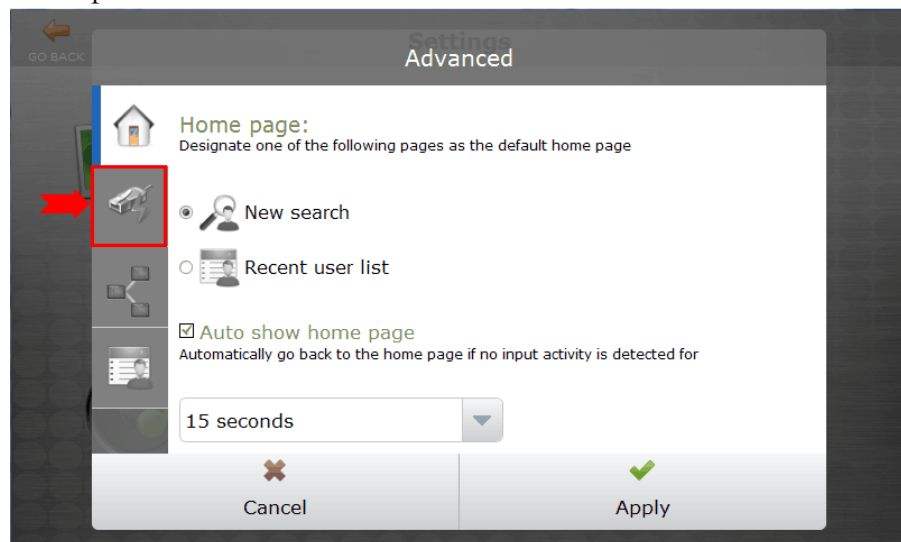 Settings
GO BACK
Advanced
Home page:
Designate one of the following pages as the default home page
New search
Recent user list
Auto show home page
Automatically go back to the home page if no input activity is detected for
15 seconds
Cancel
Apply